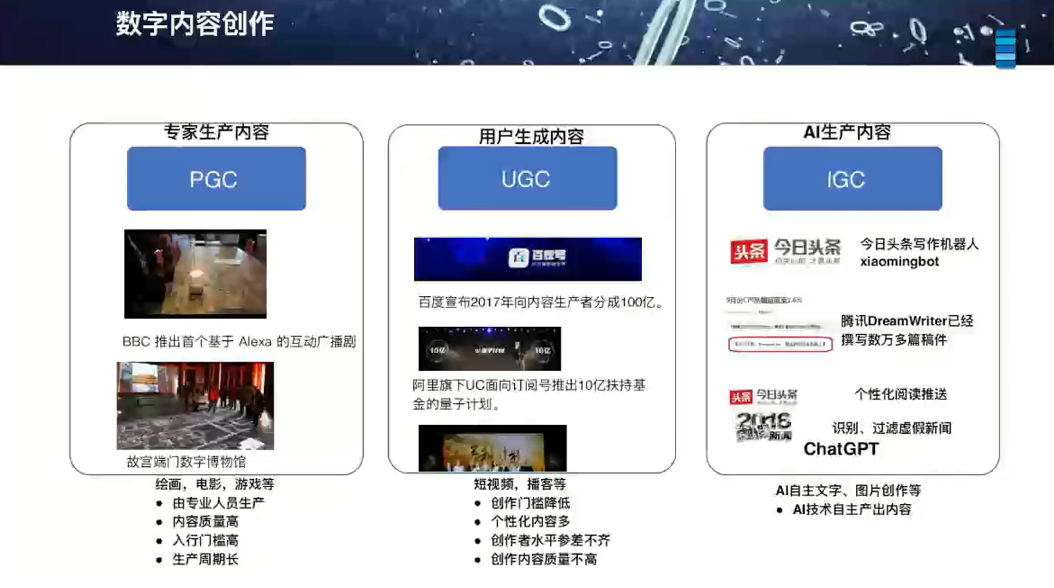 数字内容创作
专家生产内容
PGC
BBC 推出首个基于 Alexa 的互动广播剧
故宫端门数字博物馆
绘画，电影，游戏等
• 由专业人员生产
• 内容质量高
• 入行门槛高
• 生产周期长
用户生成内容
UGC
百 百度号
百度宣布2017年向内容生产者分成100亿。
10亿
10亿
阿里旗下UC面向订阅号推出10亿扶持基
金的量子计划。
短视频，播客等
• 创作门槛降低
• 个性化内容多
• 创作者水平参差不齐
• 创作内容质量不高
AI生产内容
IGC
头条 今日头条
今日头条写作机器人
xiaomingbot
腾讯DreamWriter已经
撰写数万多篇稿件
头条 今日头条
个性化阅读推送
2016
新闻
识别、过滤虚假新闻
ChatGPT
AI自主文字、图片创作等
• AI技术自主产出内容